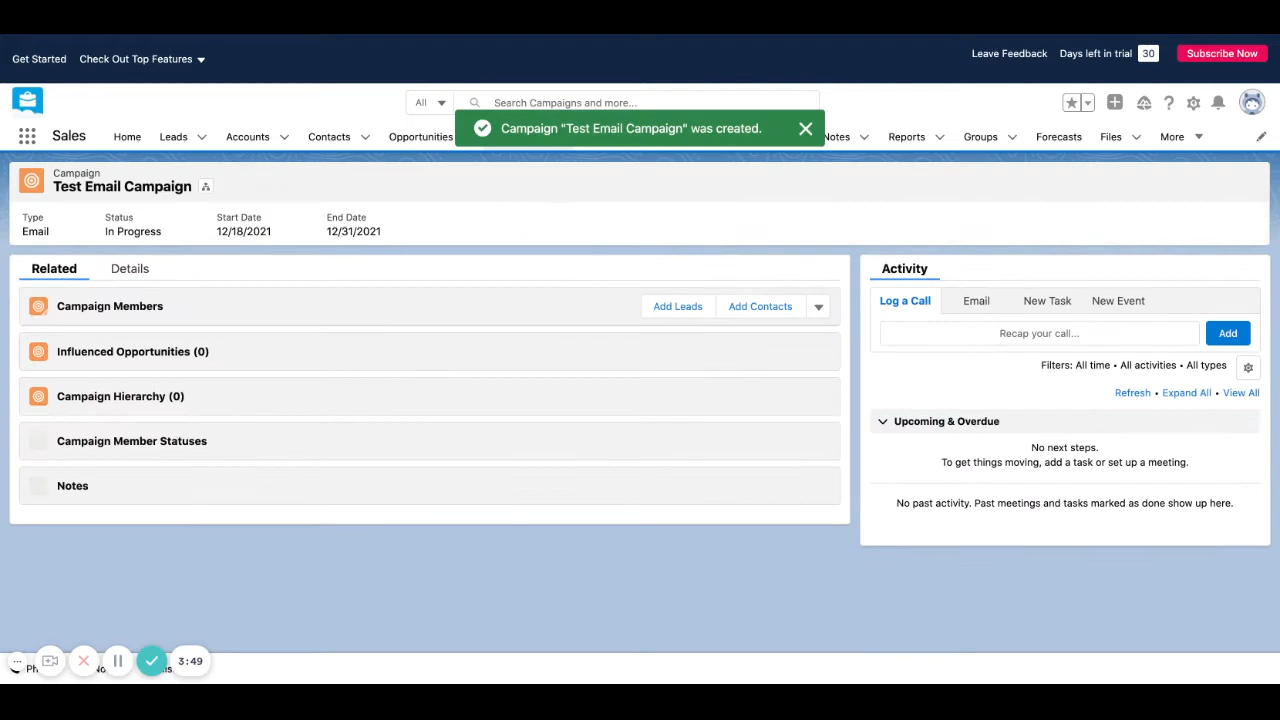 Get Started Check Out Top Features Leave Feedback Days left in trial 30 Subscribe Now
All Search Campaigns and more...
Campaign "Test Email Campaign" was created.
Sales Home Leads Accounts Contacts Opportunities Notes Reports Groups Forecasts Files More
Campaign
Test Email Campaign
Type Status Start Date End Date
Email In Progress 12/18/2021 12/31/2021
Related Details
Campaign Members Add Leads Add Contacts
Influenced Opportunities (0)
Campaign Hierarchy (0)
Campaign Member Statuses
Notes
Activity
Log a Call Email New Task New Event
Recap your call... Add
Filters: All time • All activities • All types
Refresh • Expand All • View All
Upcoming & Overdue
No next steps.
To get things moving, add a task or set up a meeting.
No past activity. Past meetings and tasks marked as done show up here.
3:49